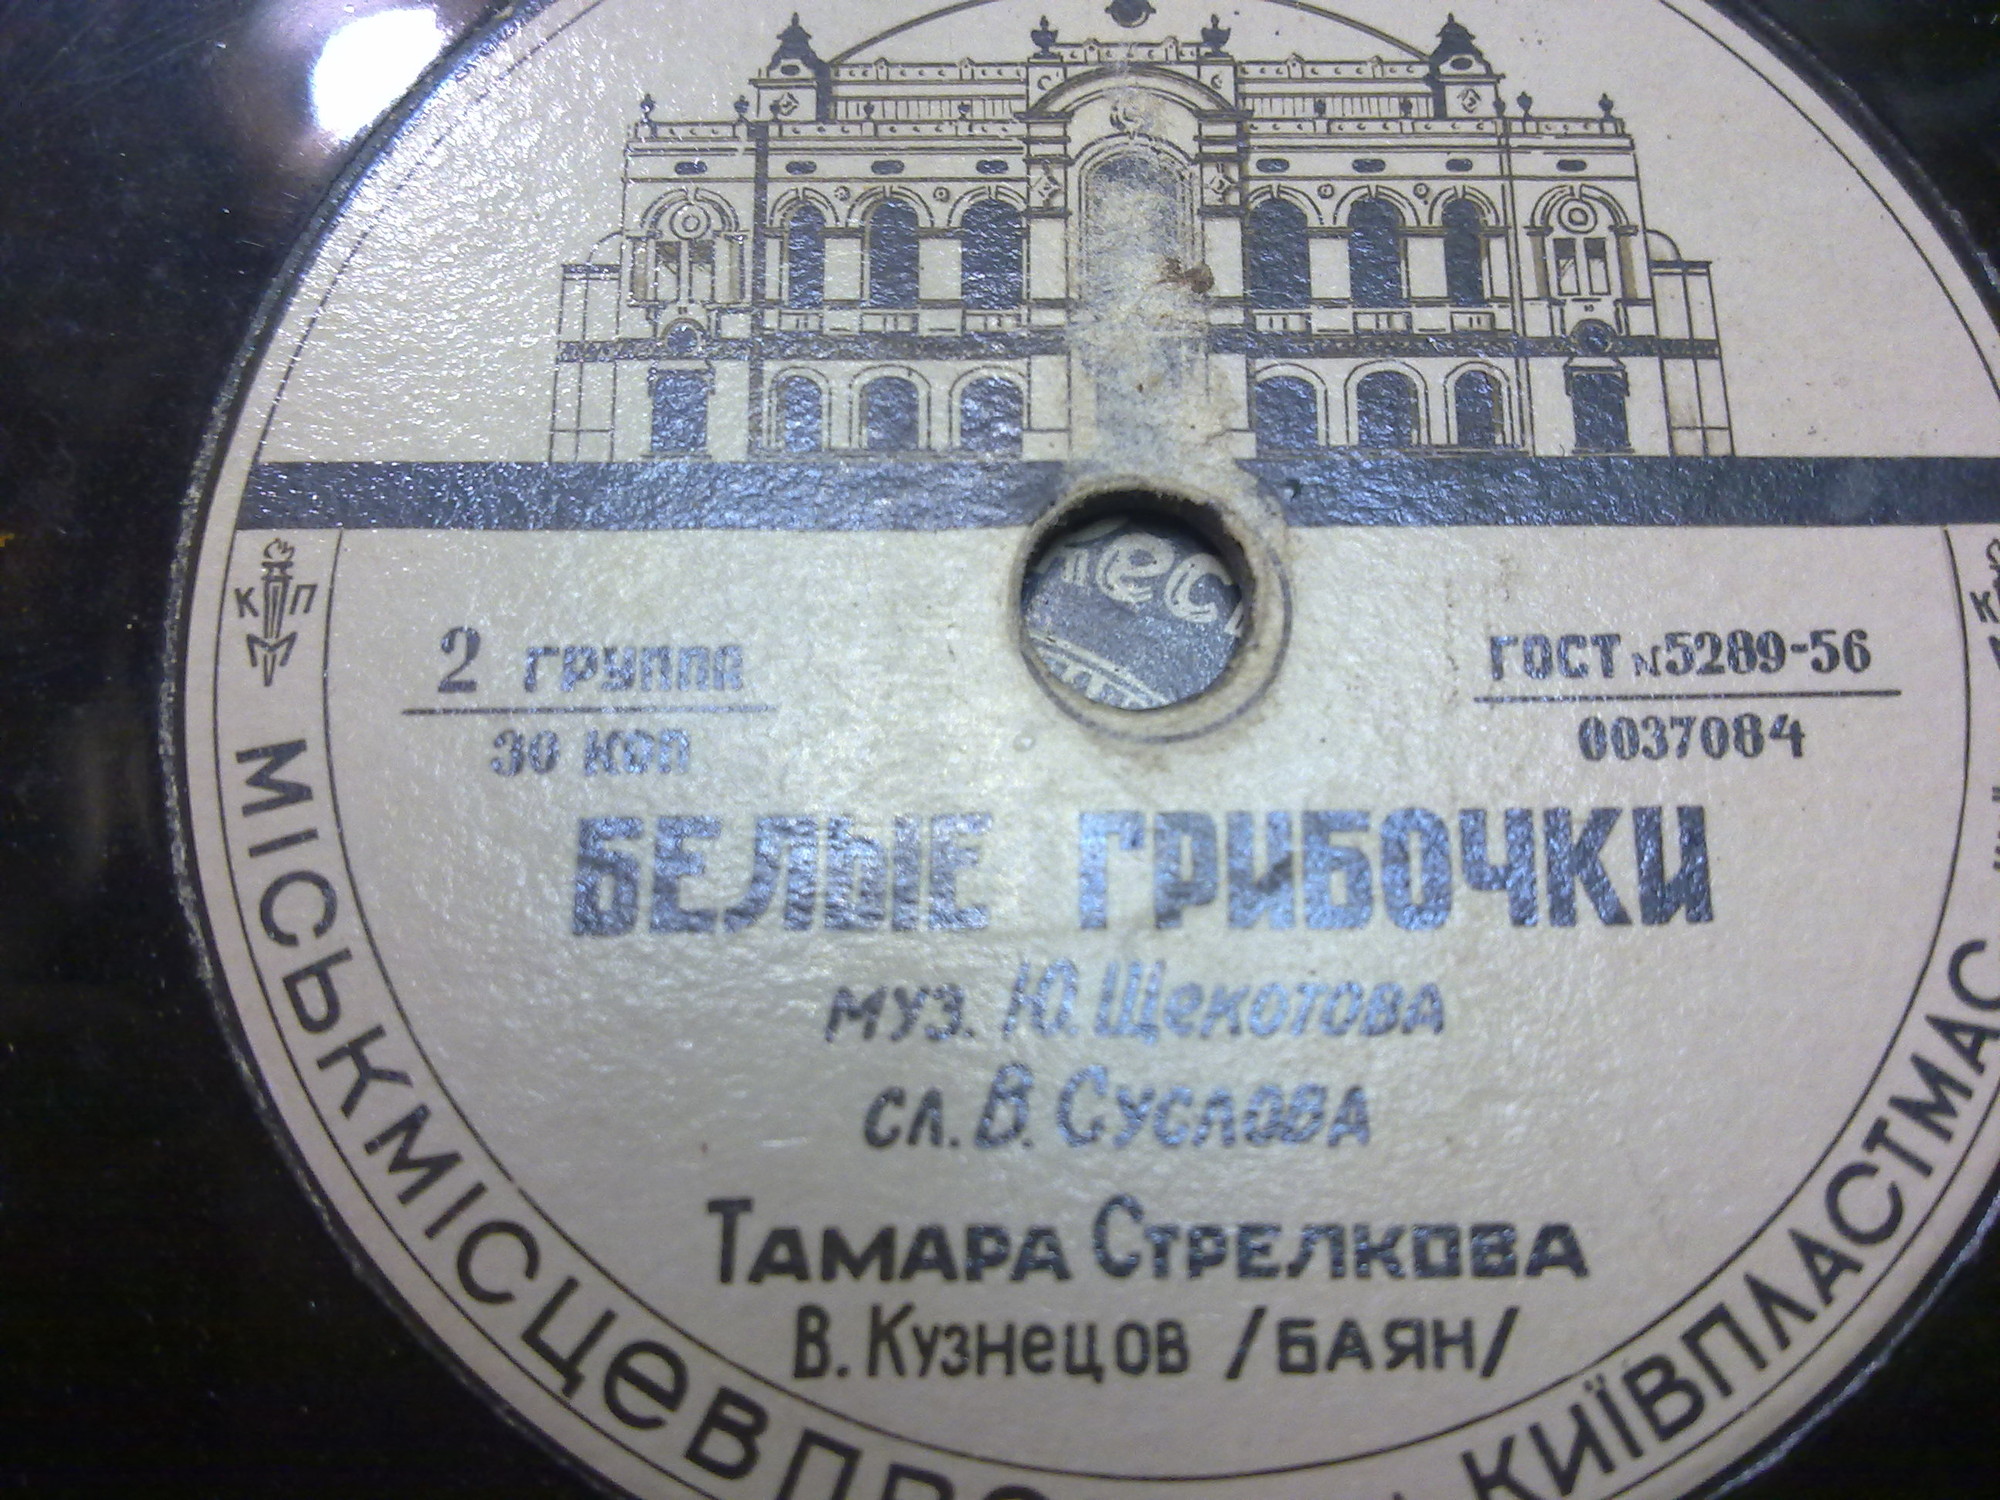 К П
М
2 ГРУППА
30 КОП
ГОСТ №5289-56
0037084
БЕЛЫЕ ГРИБОЧКИ
муз. Ю. Щекотова
сл. В. Суслова
ТАМАРА СТРЕЛКОВА
В. Кузнецов /БАЯН/
МІСЬКМІСЦЕВПРО
КИЇВПЛАСТМАС